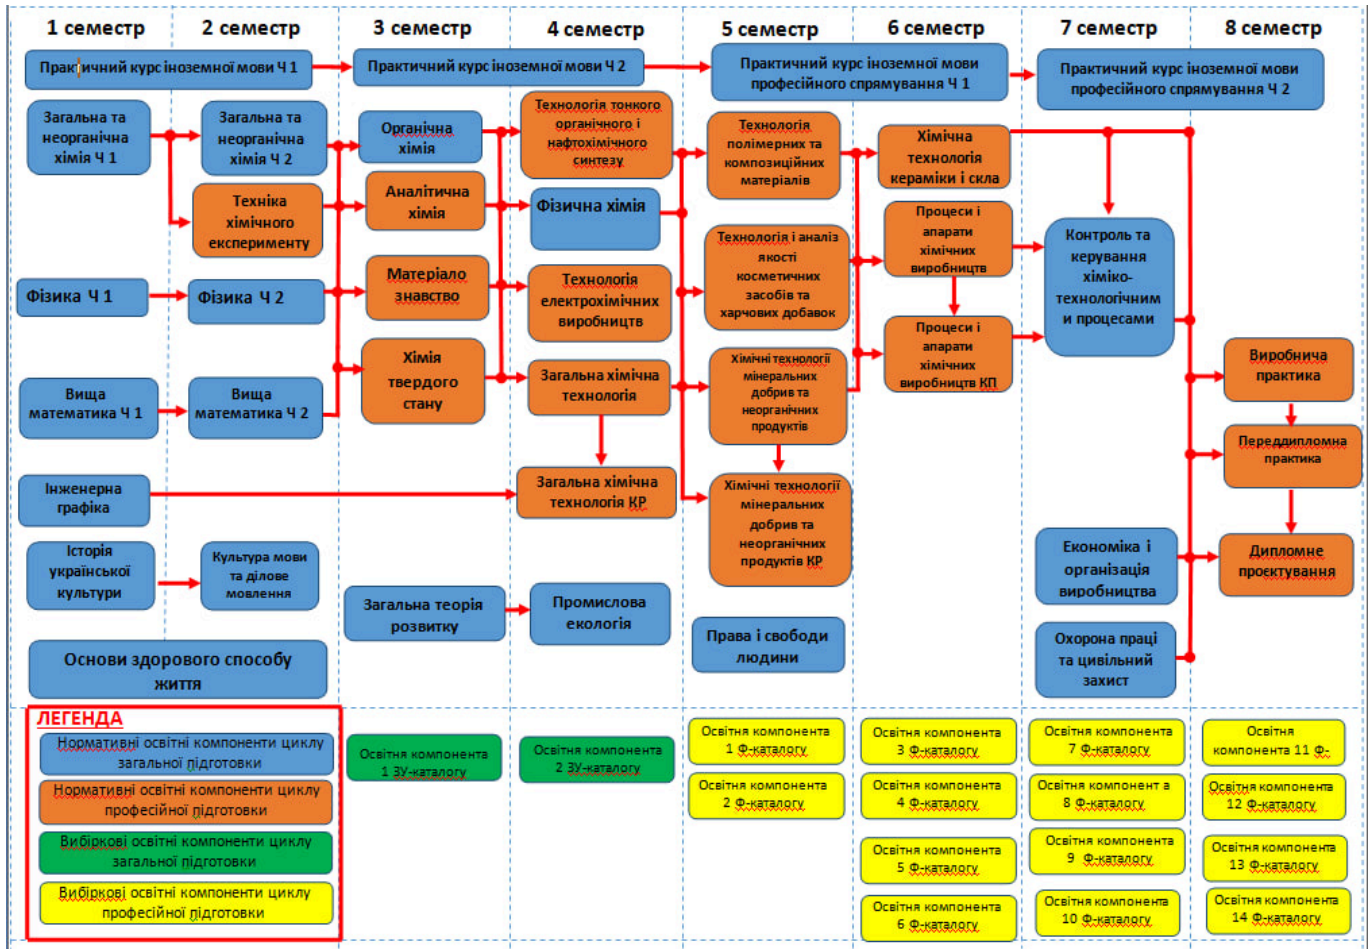 1 семестр
2 семестр
3 семестр
4 семестр
5 семестр
6 семестр
7 семестр
8 семестр
Практичний курс іноземної мови Ч 1
Практичний курс іноземної мови Ч 2
Практичний курс іноземної мови
професійного спрямування Ч 1
Практичний курс іноземної мови
професійного спрямування Ч 2
Загальна та
неорганічна
хімія Ч 1
Загальна та
неорганічна
хімія Ч 2
Органічна
хімія
Технологія тонкого
органічного і
нафтохімічного
синтезу
Технологія
полімерних та
композиційних
матеріалів
Хімічна
технологія
кераміки і скла
Техніка
хімічного
експерименту
Аналітична
хімія
Фізична хімія
Технологія і аналіз
якості
косметичних
засобів та
харчових добавок
Процеси і
апарати
хімічних
виробництв
Контроль та
керування
хіміко-
технологічним
и процесами
Фізика Ч 1
Фізика Ч 2
Матеріало
знавство
Технологія
електрохімічних
виробництв
Процеси і
апарати
хімічних
виробництв КП
Вища
математика Ч 1
Вища
математика Ч 2
Хімія
твердого
стану
Загальна хімічна
технологія
Хімічні технології
мінеральних
добрив та
неорганічних
продуктів
Виробнича
практика
Переддипломна
практика
Інженерна
графіка
Загальна хімічна
технологія КР
Хімічні технології
мінеральних
добрив та
неорганічних
продуктів КР
Історія
української
культури
Культура мови
та ділове
мовлення
Економіка і
організація
виробництва
Дипломне
проєктування
Загальна теорія
розвитку
Промислова
екологія
Права і свободи
людини
Охорона праці
та цивільний
захист
Основи здорового способу
життя
ЛЕГЕНДА
Нормативні освітні компоненти циклу
загальної підготовки
Нормативні освітні компоненти циклу
професійної підготовки
Вибіркові освітні компоненти циклу
загальної підготовки
Вибіркові освітні компоненти циклу
професійної підготовки
Освітня компонента
1 ЗУ-каталогу
Освітня компонента
2 ЗУ-каталогу
Освітня компонента
1 Ф-каталогу
Освітня компонента
2 Ф-каталогу
Освітня компонента
3 Ф-каталогу
Освітня компонента
4 Ф-каталогу
Освітня компонента
5 Ф-каталогу
Освітня компонента
6 Ф-каталогу
Освітня компонента
7 Ф-каталогу
Освітня компонент а
8 Ф-каталогу
Освітня компонента
9 Ф-каталогу
Освітня компонента
10 Ф-каталогу
Освітня
компонента 11 Ф-
Освітня компонента
12 Ф-каталогу
Освітня компонента
13 Ф-каталогу
Освітня компонента
14 Ф-каталогу